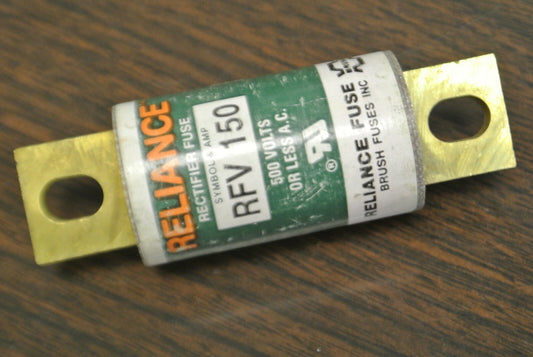 RELIANCE
RECTIFIER FUSE
SYMBOL & AMP
RFV 150
500 VOLTS
OR LESS A.C.
®
RELIANCE FUSE
BRUSH FUSES INC